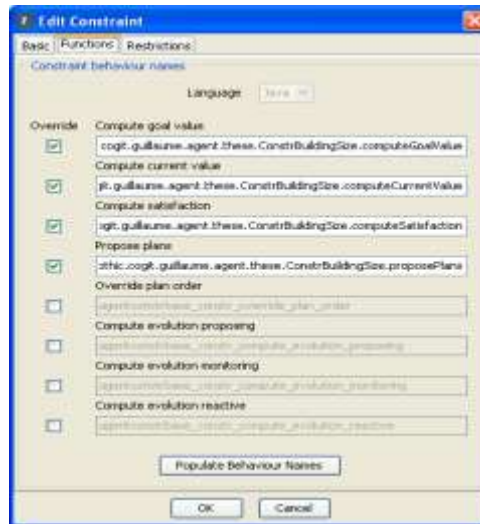 Edit Constraint
Basic Functions Restrictions
Constraint behaviour names
Language Java
Override Compute goal value
cogit.guillaume.agent.these.ConstrBuildingSize.computeGoalValue
Compute current value
guillaume.agent.these.ConstrBuildingSize.computeCurrentValue
Compute satisfaction
ogit.guillaume.agent.these.ConstrBuildingSize.computeSatisfaction
Propose plans
othic.cogit.guillaume.agent.these.ConstrBuildingSize.proposePlans
Override plan order
Compute evolution proposing
Compute evolution monitoring
Compute evolution reactive
Populate Behaviour Names
OK Cancel